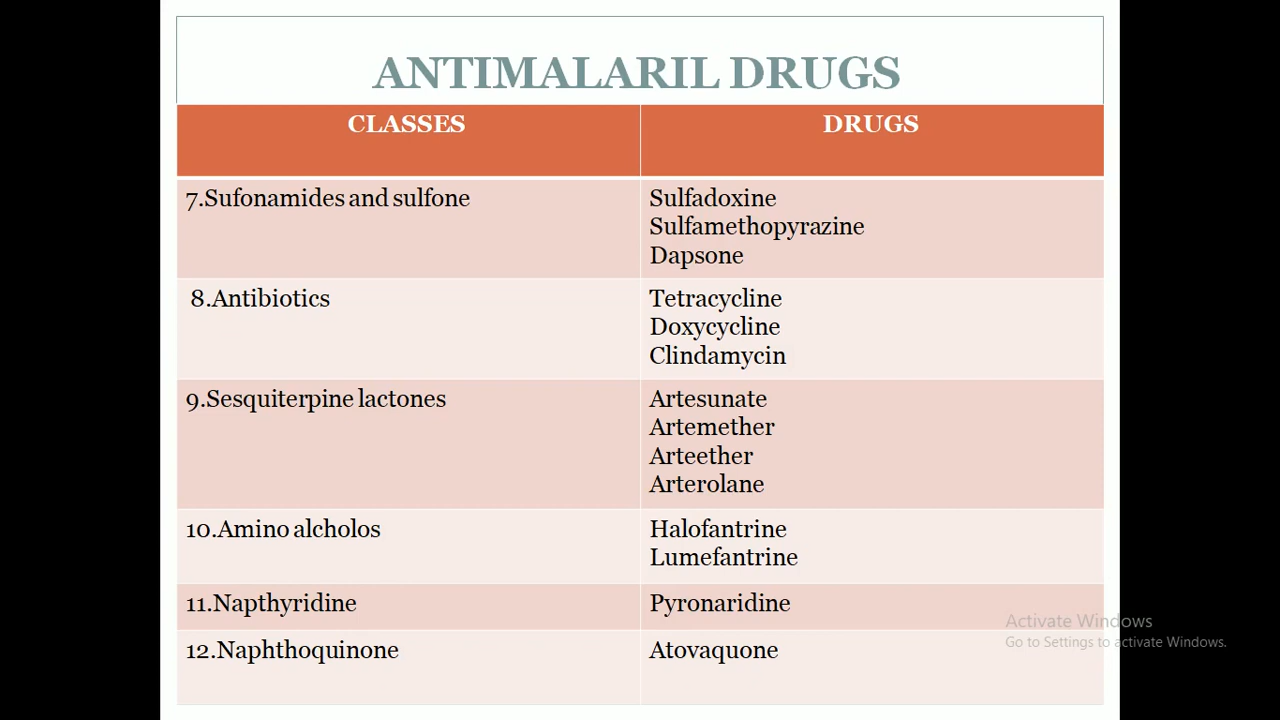 ANTIMALARIL DRUGS
CLASSES
DRUGS
7.Sufonamides and sulfone
Sulfadoxine
Sulfamethopyrazine
Dapsone
8.Antibiotics
Tetracycline
Doxycycline
Clindamycin
9.Sesquiterpine lactones
Artesunate
Artemether
Arteether
Arterolane
10.Amino alcholos
Halofantrine
Lumefantrine
11.Napthyridine
Pyronaridine
12.Naphthoquinone
Atovaquone
Activate Windows
Go to Settings to activate Windows.